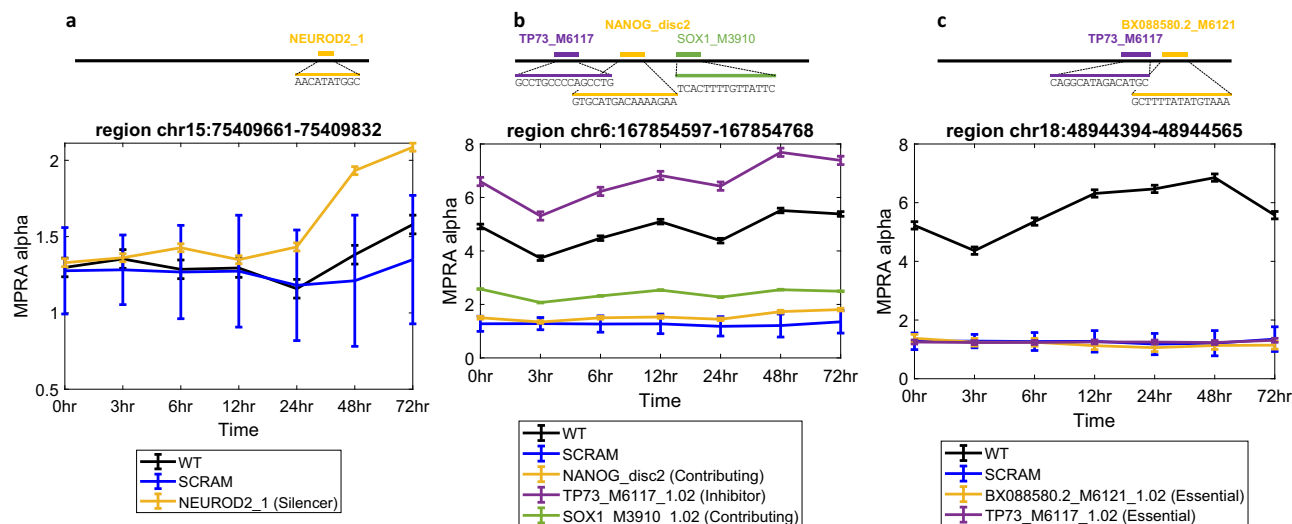 a
NEUROD2_1
AACATATGGC
region chr15:75409661-75409832
2
1.5
1
0.5
MPRA alpha
0hr 3hr 6hr 12hr 24hr 48hr 72hr
Time
WT
SCRAM
NEUROD2_1 (Silencer)
b
NANOG_disc2
TP73_M6117 SOX1_M3910
GCCTGCCCCAGCCTG
TCACTTTTGTTATTC
GTGCATGACAAAAGAA
region chr6:167854597-167854768
8
6
4
2
0
MPRA alpha
0hr 3hr 6hr 12hr 24hr 48hr 72hr
Time
WT
SCRAM
NANOG_disc2 (Contributing)
TP73_M6117_1.02 (Inhibitor)
SOX1_M3910_1.02 (Contributing)
c
BX088580.2_M6121
TP73_M6117
CAGGCATAGACATGC
GCTTTTATATGTAAA
region chr18:48944394-48944565
8
6
4
2
0
MPRA alpha
0hr 3hr 6hr 12hr 24hr 48hr 72hr
Time
WT
SCRAM
BX088580.2_M6121_1.02 (Essential)
TP73_M6117_1.02 (Essential)